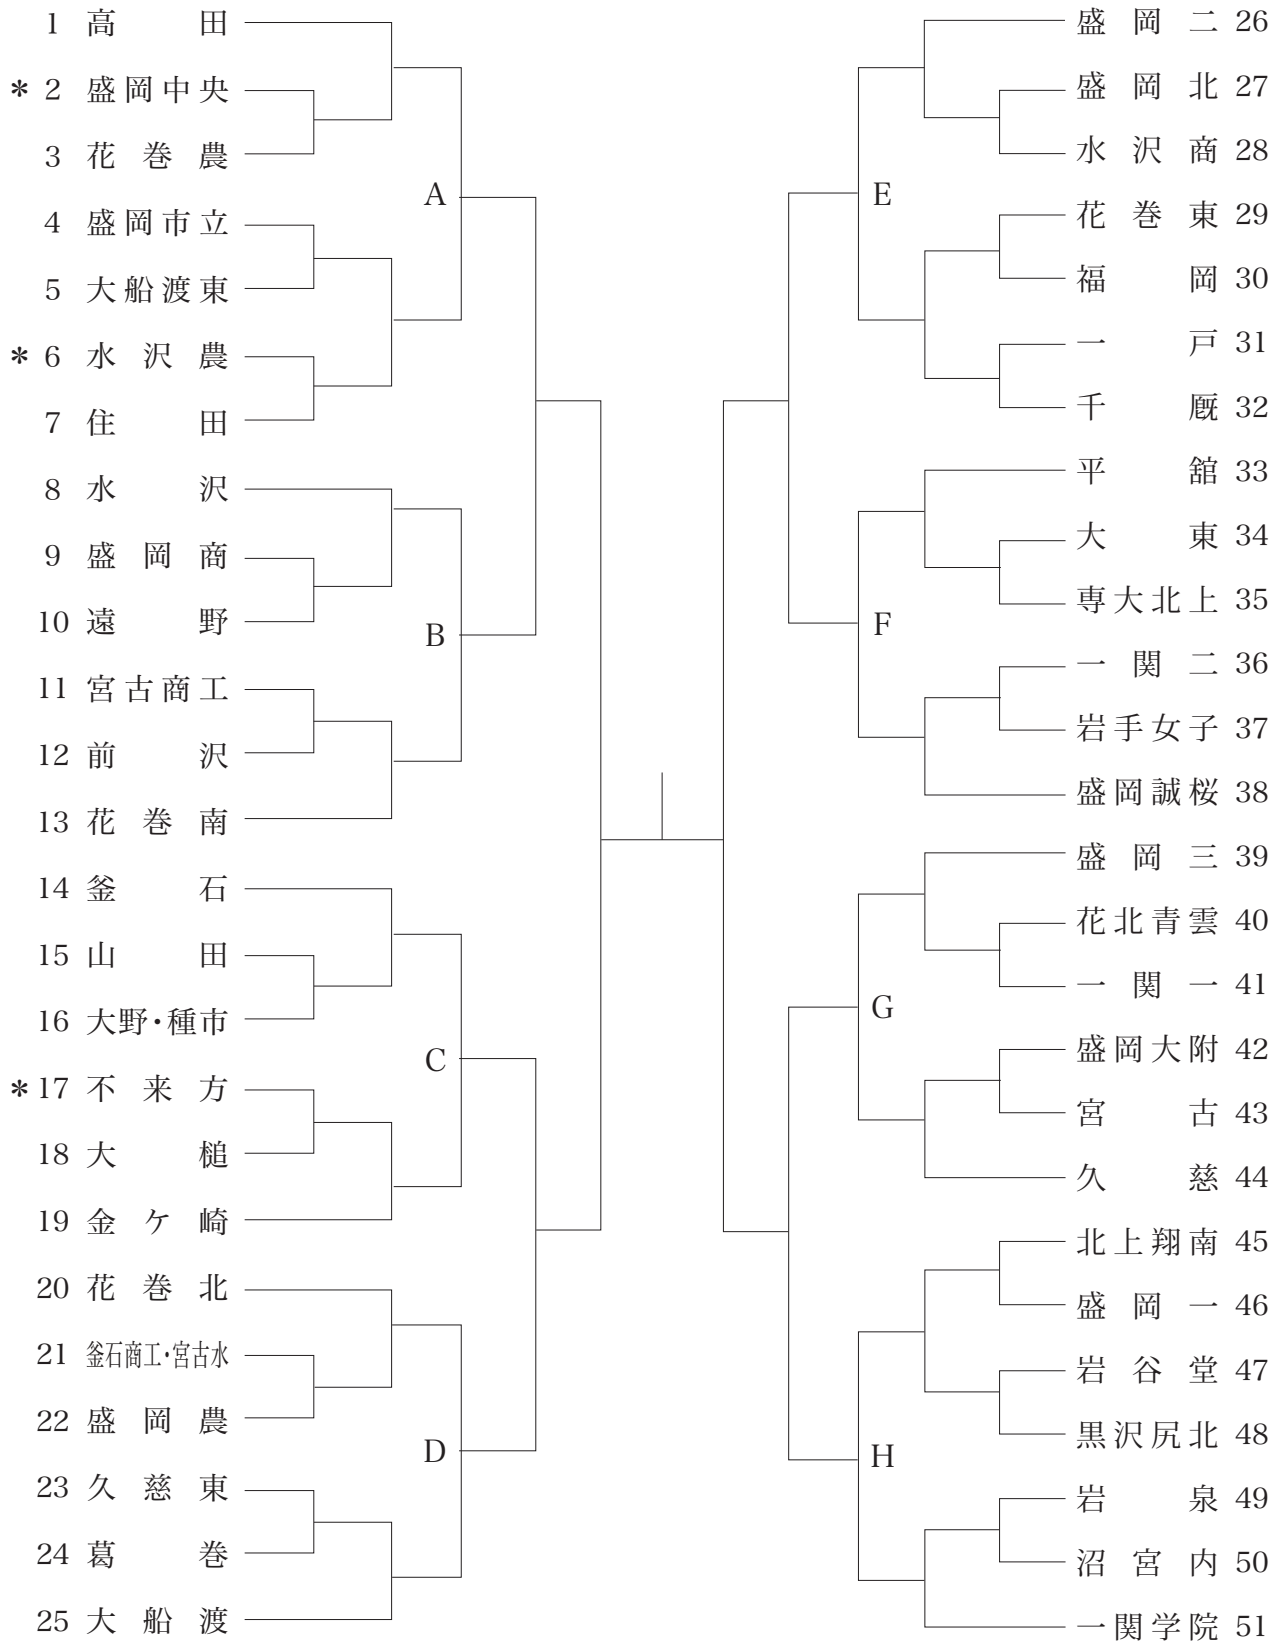 1 高田
＊2 盛岡中央
3 花巻農
4 盛岡市立
5 大船渡東
＊6 水沢農
7 住田
8 水沢
9 盛岡商
10 遠野
11 宮古商工
12 前沢
13 花巻南
14 釜石
15 山田
16 大野・種市
＊17 不来方
18 大槌
19 金ケ崎
20 花巻北
21 釜石商工・宮古水
22 盛岡農
23 久慈東
24 葛巻
25 大船渡
A
B
C
D
E
F
G
H
盛岡二 26
盛岡北 27
水沢商 28
花巻東 29
福岡 30
一戸 31
千厩 32
平舘 33
大東 34
専大北上 35
一関二 36
岩手女子 37
盛岡誠桜 38
盛岡三 39
花北青雲 40
一関一 41
盛岡大附 42
宮古 43
久慈 44
北上翔南 45
盛岡一 46
岩谷堂 47
黒沢尻北 48
岩泉 49
沼宮内 50
一関学院 51